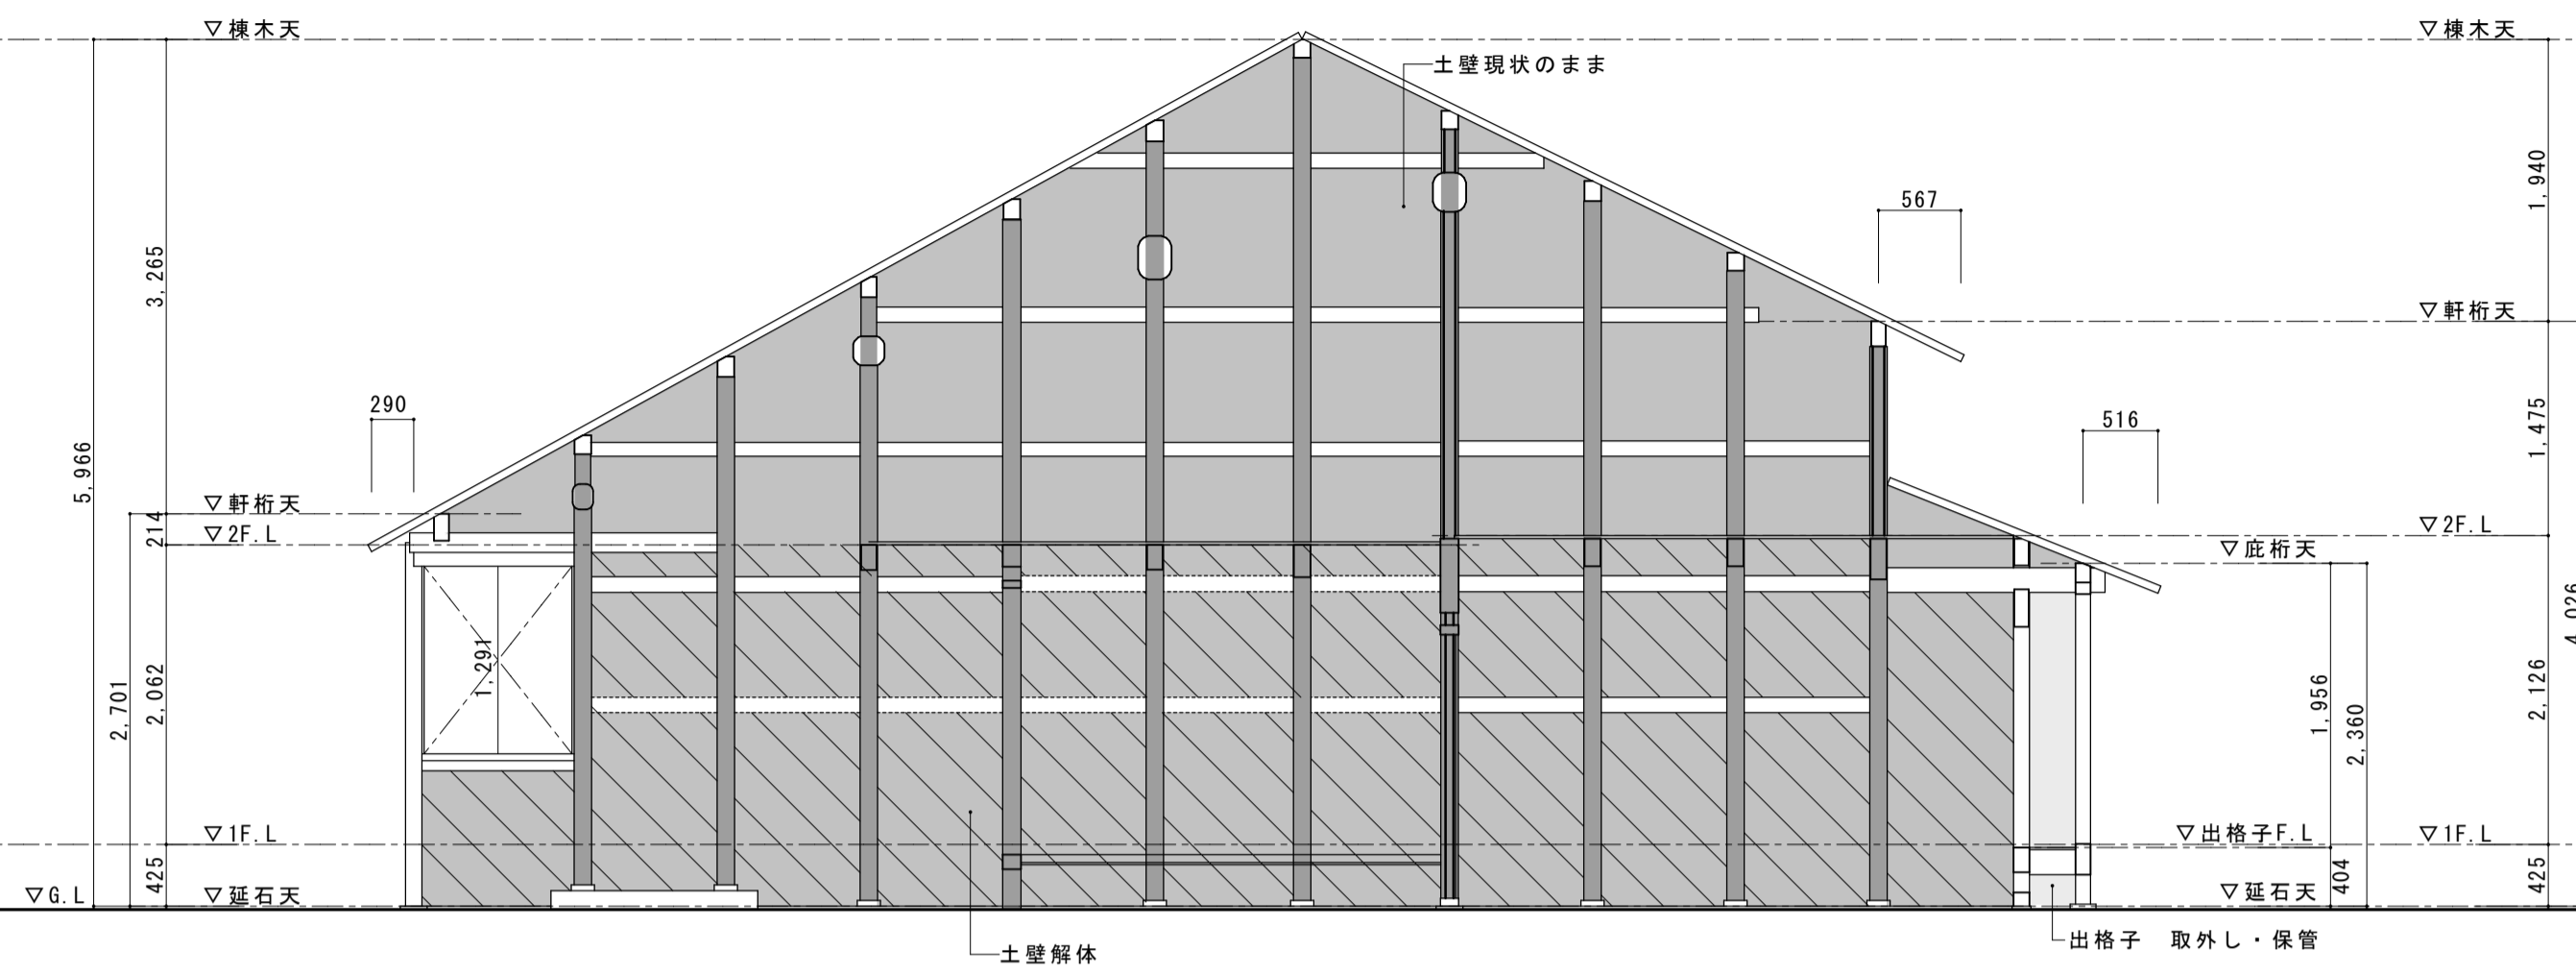 ▽棟木天
▽棟木天
土壁現状のまま
1,940
567
3,265
▽軒桁天
290
516
1,475
5,966
▽軒桁天
214
▽2F.L
▽2F.L
▽庇桁天
4,026
1,291
2,701
2,062
1,956
2,360
2,126
▽1F.L
▽出格子F.L
▽1F.L
425
404
425
▽G.L
▽延石天
▽延石天
土壁解体
出格子　取外し・保管